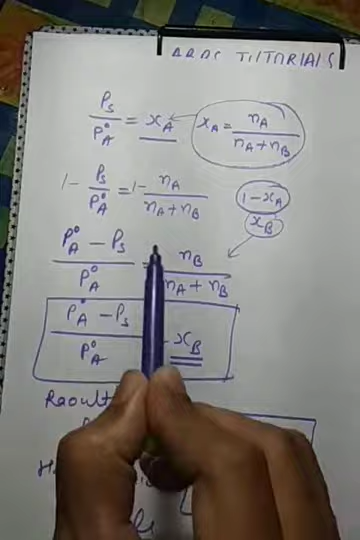 TUTORIALS
Ps / P°A = xA
xA = nA / (nA + nB)
1 - Ps / P°A = 1 - nA / (nA + nB)
1 - xA
xB
(P°A - Ps) / P°A = nB / (nA + nB)
(P°A - Ps) / P°A xB
Raoult